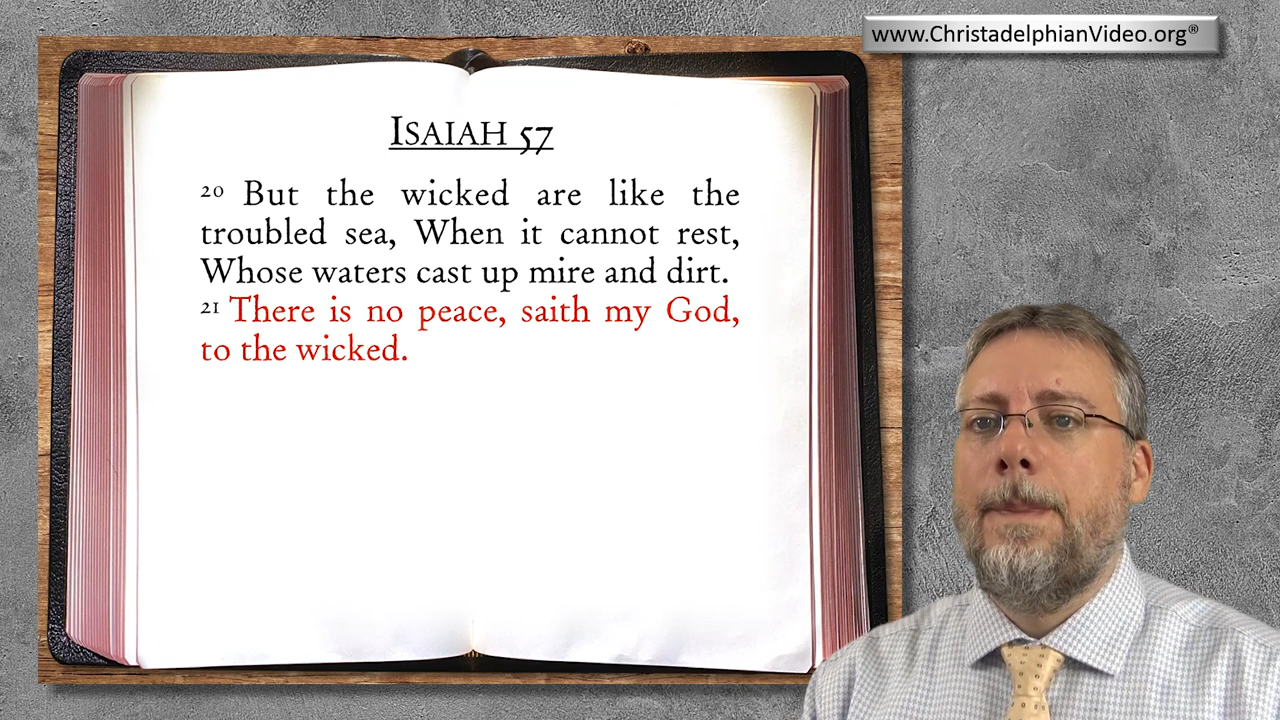 www.ChristadelphianVideo.org®
ISAIAH 57
20 But the wicked are like the
troubled sea, When it cannot rest,
Whose waters cast up mire and dirt.
21 There is no peace, saith my God,
to the wicked.